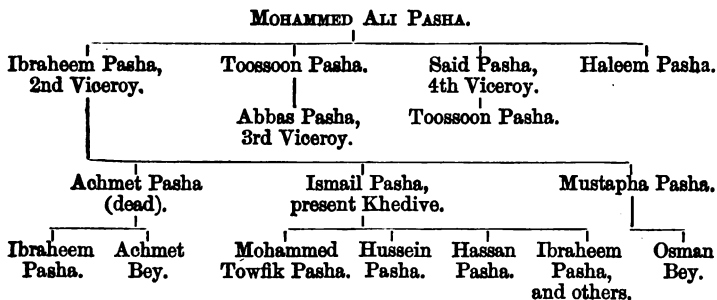 MOHAMMED ALI PASHA.
Ibraheem Pasha, Toossoon Pasha. Said Pasha, Haleem Pasha.
2nd Viceroy. 4th Viceroy.
Abbas Pasha, Toossoon Pasha.
3rd Viceroy.
Achmet Pasha Ismail Pasha, Mustapha Pasha.
(dead). present Khedive.
Ibraheem Achmet Mohammed Hussein Hassan Ibraheem Osman
Pasha. Bey. Towfik Pasha. Pasha. Pasha. Pasha, Bey.
and others.